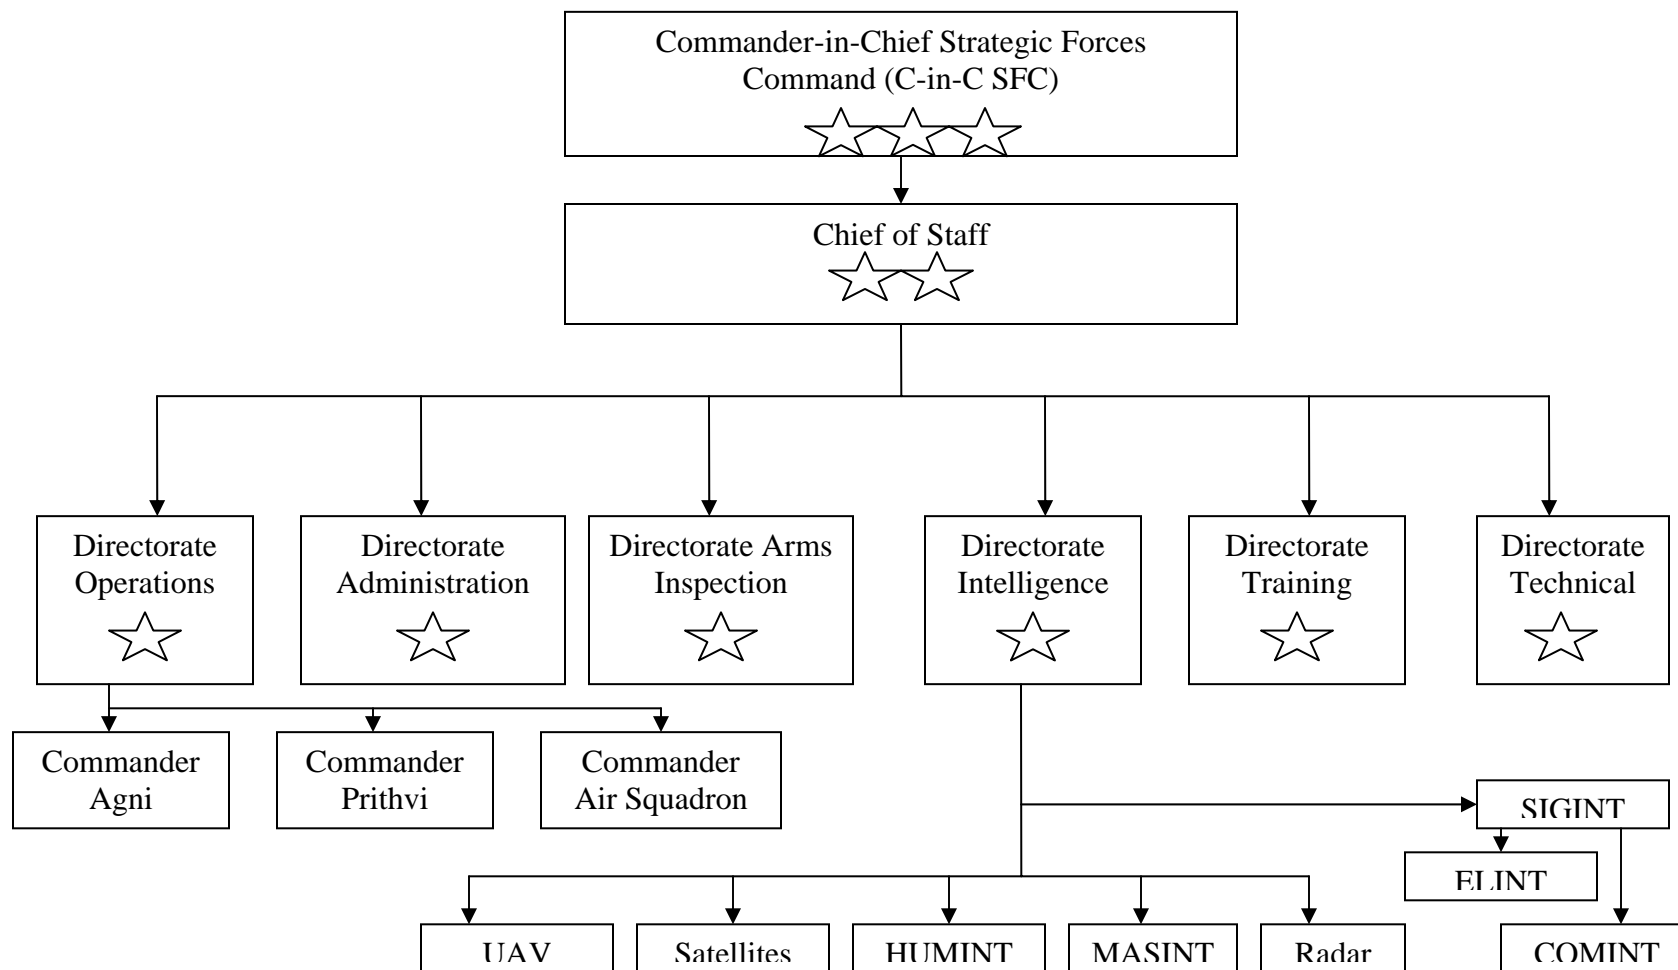 Commander-in-Chief Strategic Forces
Command (C-in-C SFC)
Chief of Staff
Directorate
Operations
Directorate
Administration
Directorate Arms
Inspection
Directorate
Intelligence
Directorate
Training
Directorate
Technical
Commander
Agni
Commander
Prithvi
Commander
Air Squadron
SIGINT
ELINT
UAV
Satellites
HUMINT
MASINT
Radar
COMINT